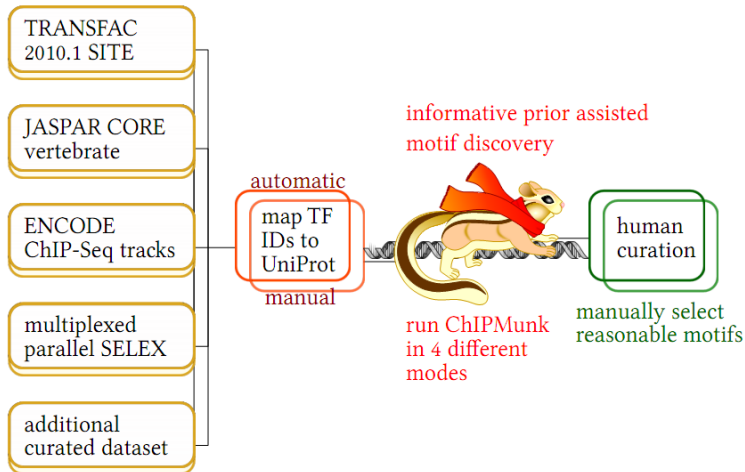 TRANSFAC
2010.1 SITE
JASPAR CORE
vertebrate
ENCODE
ChIP-Seq tracks
multiplexed
parallel SELEX
additional
curated dataset
automatic
map TF
IDs to
UniProt
manual
informative prior assisted
motif discovery
run ChIPMunk
in 4 different
modes
human
curation
manually select
reasonable motifs